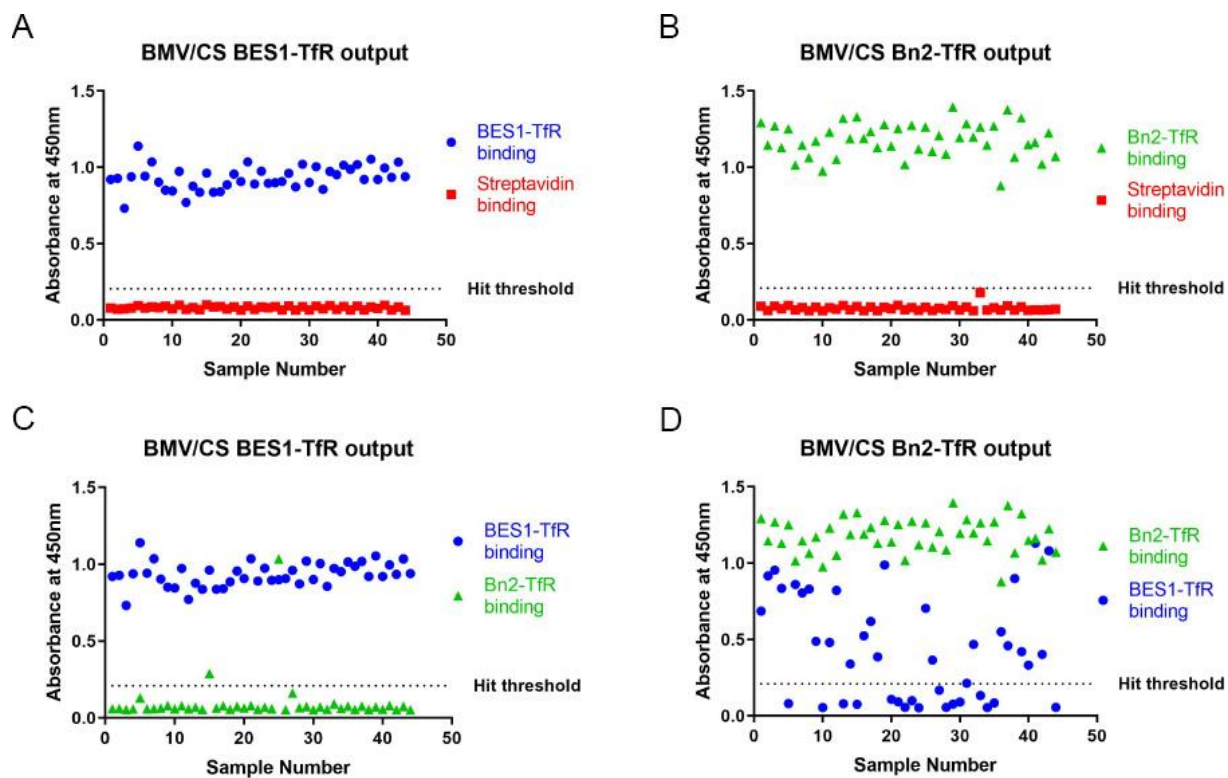 A
BMV/CS BES1-TfR output
Absorbance at 450nm
1.5
1.0
0.5
0.0
0 10 20 30 40 50
Sample Number
BES1-TfR
binding
Streptavidin
binding
Hit threshold
B
BMV/CS Bn2-TfR output
Absorbance at 450nm
1.5
1.0
0.5
0.0
0 10 20 30 40 50
Sample Number
Bn2-TfR
binding
Streptavidin
binding
Hit threshold
C
BMV/CS BES1-TfR output
Absorbance at 450nm
1.5
1.0
0.5
0.0
0 10 20 30 40 50
Sample Number
BES1-TfR
binding
Bn2-TfR
binding
Hit threshold
D
BMV/CS Bn2-TfR output
Absorbance at 450nm
1.5
1.0
0.5
0.0
0 10 20 30 40 50
Sample Number
Bn2-TfR
binding
BES1-TfR
binding
Hit threshold